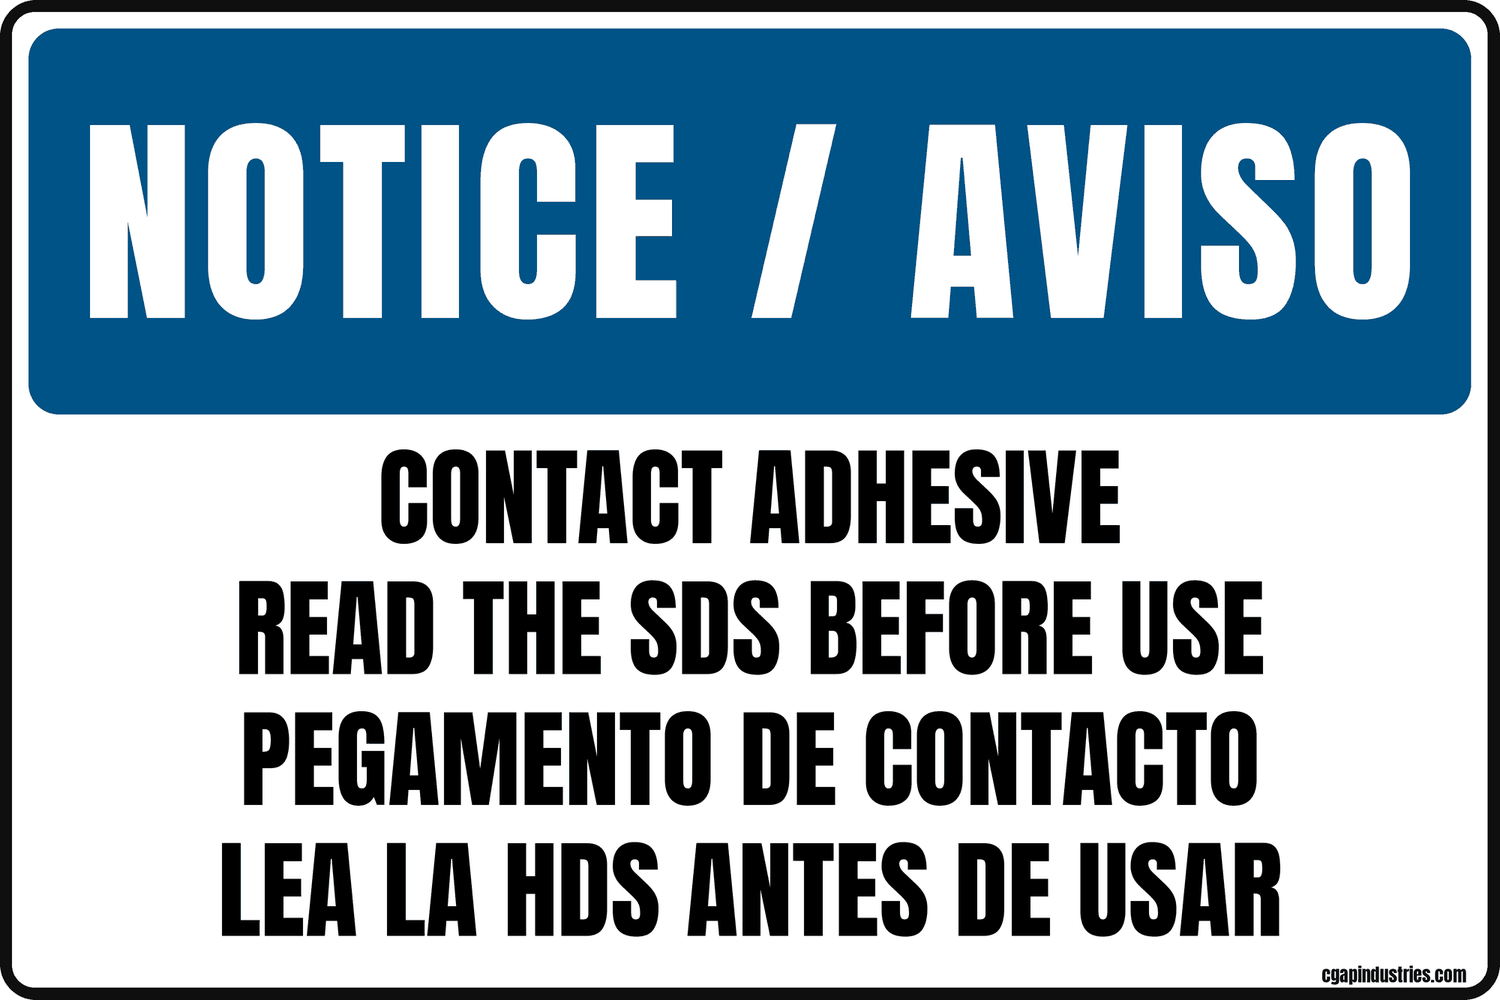 NOTICE / AVISO
CONTACT ADHESIVE
READ THE SDS BEFORE USE
PEGAMENTO DE CONTACTO
LEA LA HDS ANTES DE USAR
cgapindustries.com